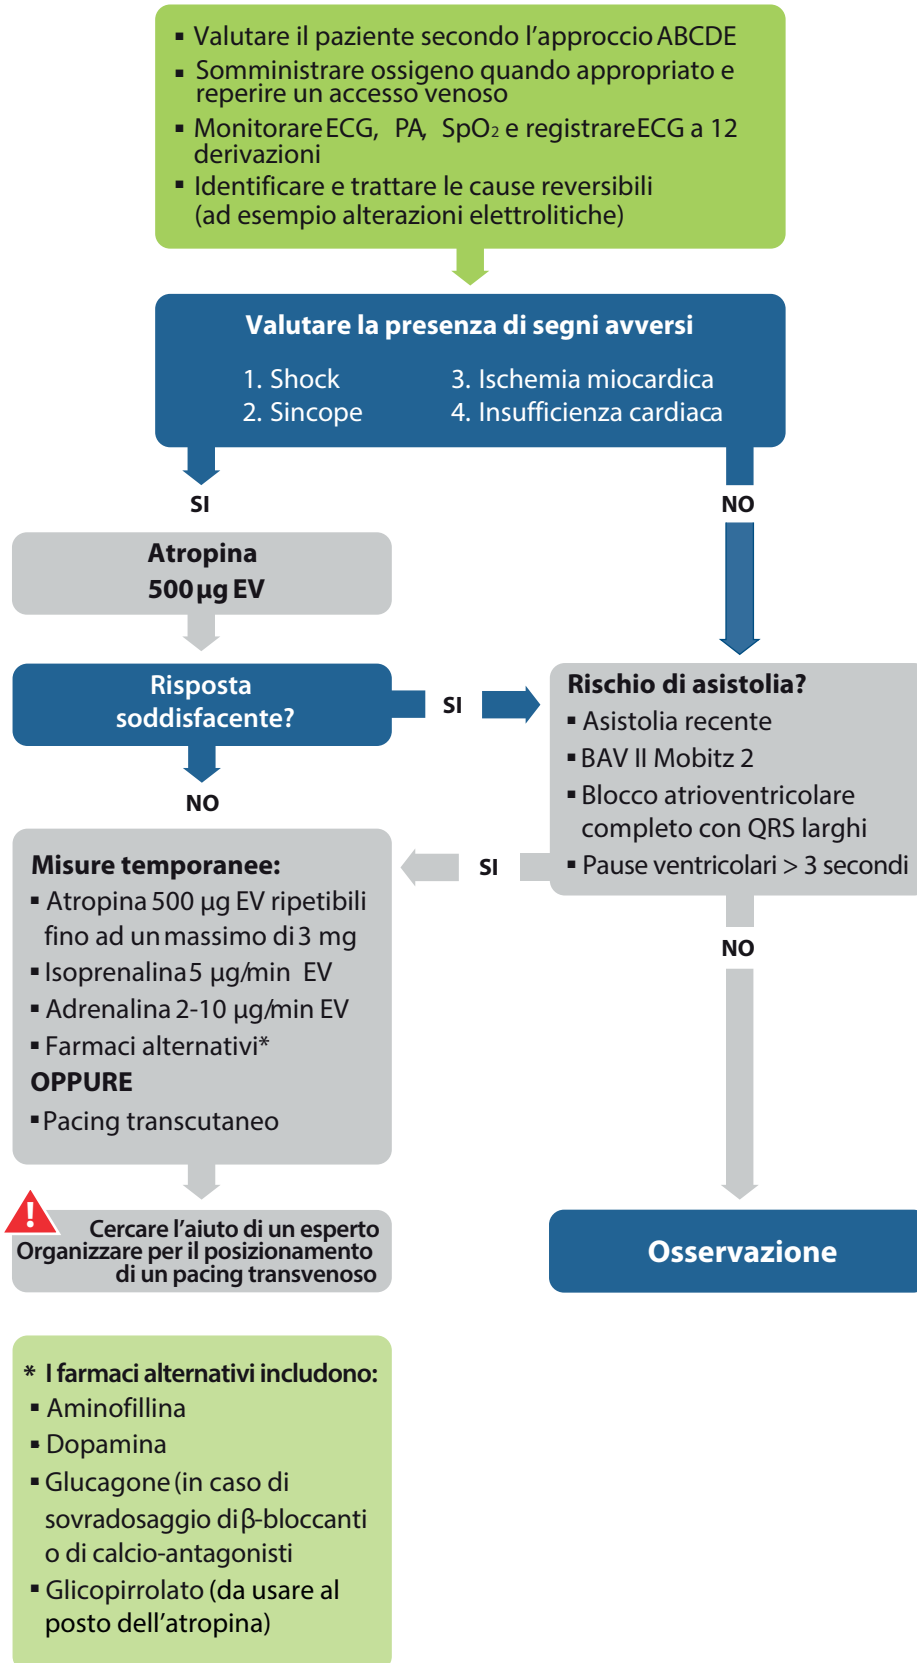 ▪ Valutare il paziente secondo l'approccio ABCDE
▪ Somministrare ossigeno quando appropriato e
reperire un accesso venoso
▪ Monitorare ECG, PA, SpO2 e registrare ECG a 12
derivazioni
▪ Identificare e trattare le cause reversibili
(ad esempio alterazioni elettrolitiche)
Valutare la presenza di segni avversi
1. Shock
2. Sincope
3. Ischemia miocardica
4. Insufficienza cardiaca
SI
NO
Atropina
500 µg EV
Risposta
soddisfacente?
SI
NO
Rischio di asistolia?
▪ Asistolia recente
▪ BAV II Mobitz 2
▪ Blocco atrioventricolare
completo con QRS larghi
▪ Pause ventricolari > 3 secondi
SI
NO
Misure temporanee:
▪ Atropina 500 µg EV ripetibili
fino ad un massimo di 3 mg
▪ Isoprenalina 5 µg/min EV
▪ Adrenalina 2-10 µg/min EV
▪ Farmaci alternativi*
OPPURE
▪ Pacing transcutaneo
!
Cercare l'aiuto di un esperto
Organizzare per il posizionamento
di un pacing transvenoso
Osservazione
* I farmaci alternativi includono:
▪ Aminofillina
▪ Dopamina
▪ Glucagone (in caso di
sovradosaggio di β-bloccanti
o di calcio-antagonisti
▪ Glicopirrolato (da usare al
posto dell'atropina)